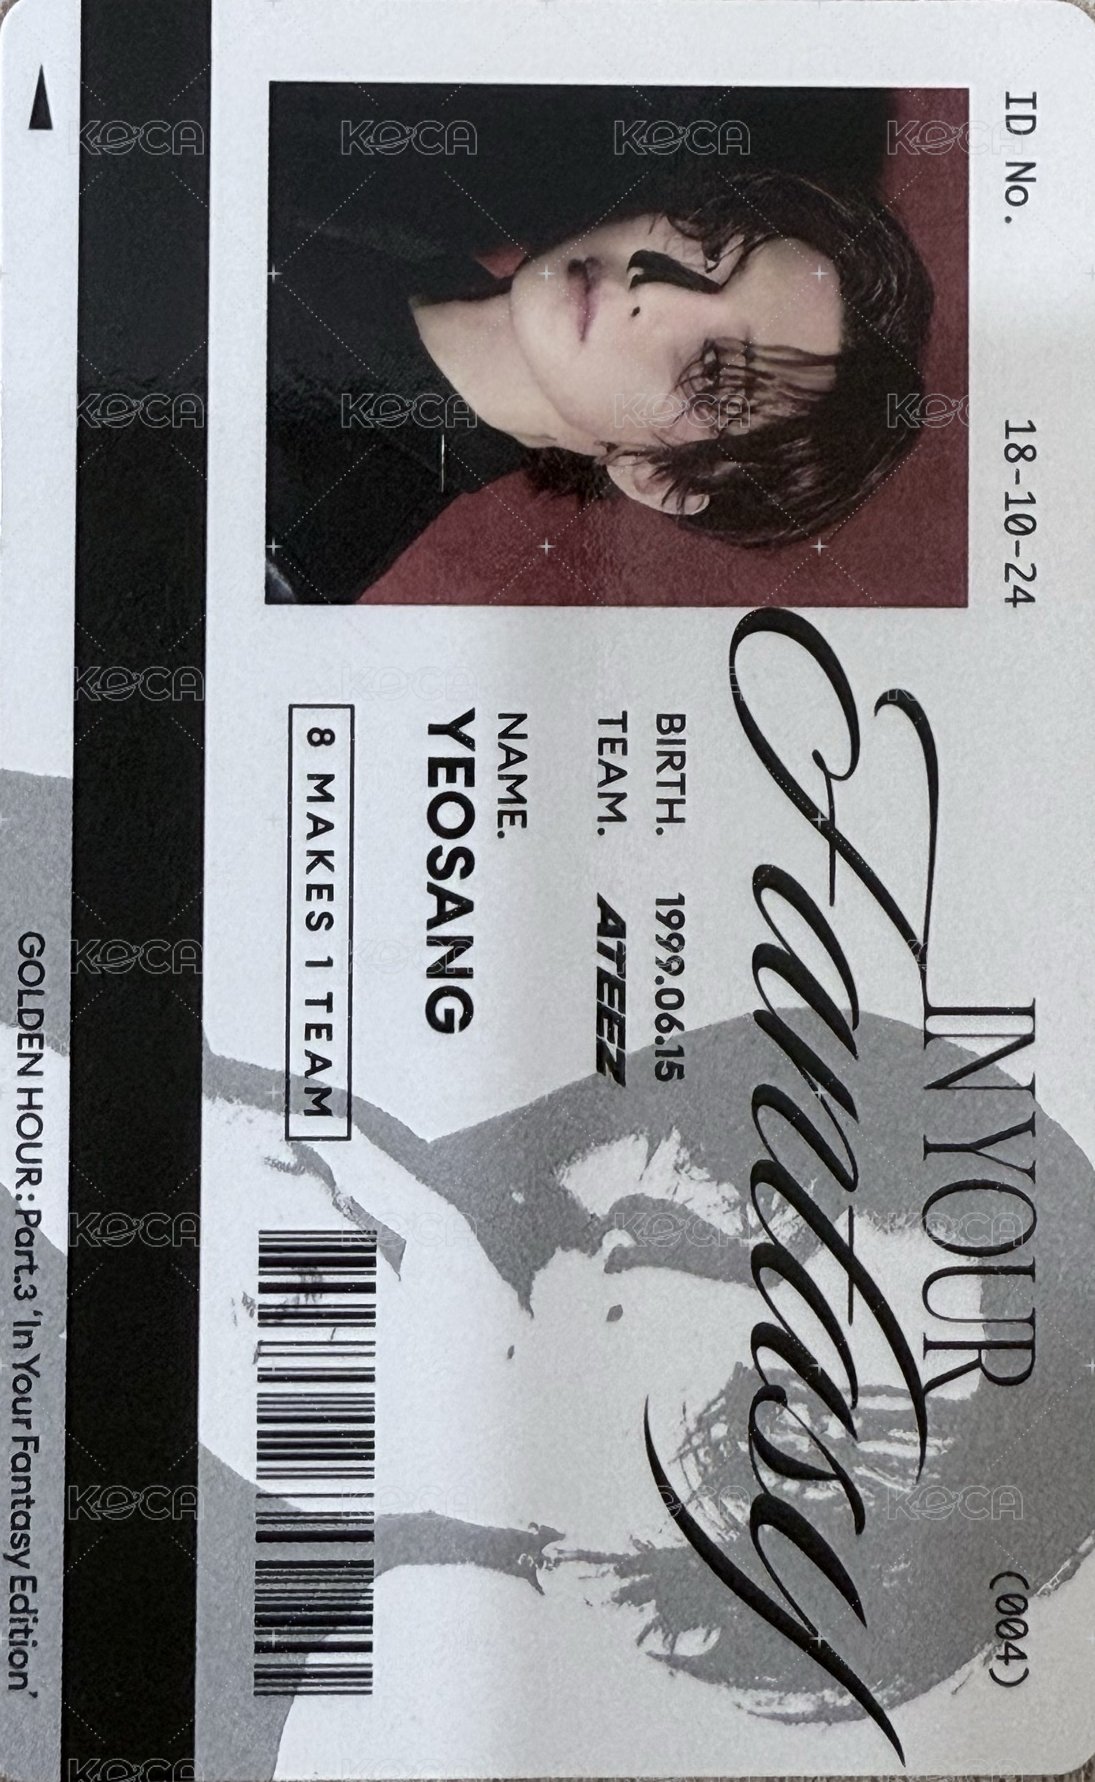 ID No.
18-10-24
IN YOUR
Fantasy
(004)
BIRTH. 1999.06.15
TEAM. ATEEZ
NAME.
YEOSANG
8 MAKES 1 TEAM
GOLDEN HOUR : Part.3 ‘In Your Fantasy Edition’
KOCA